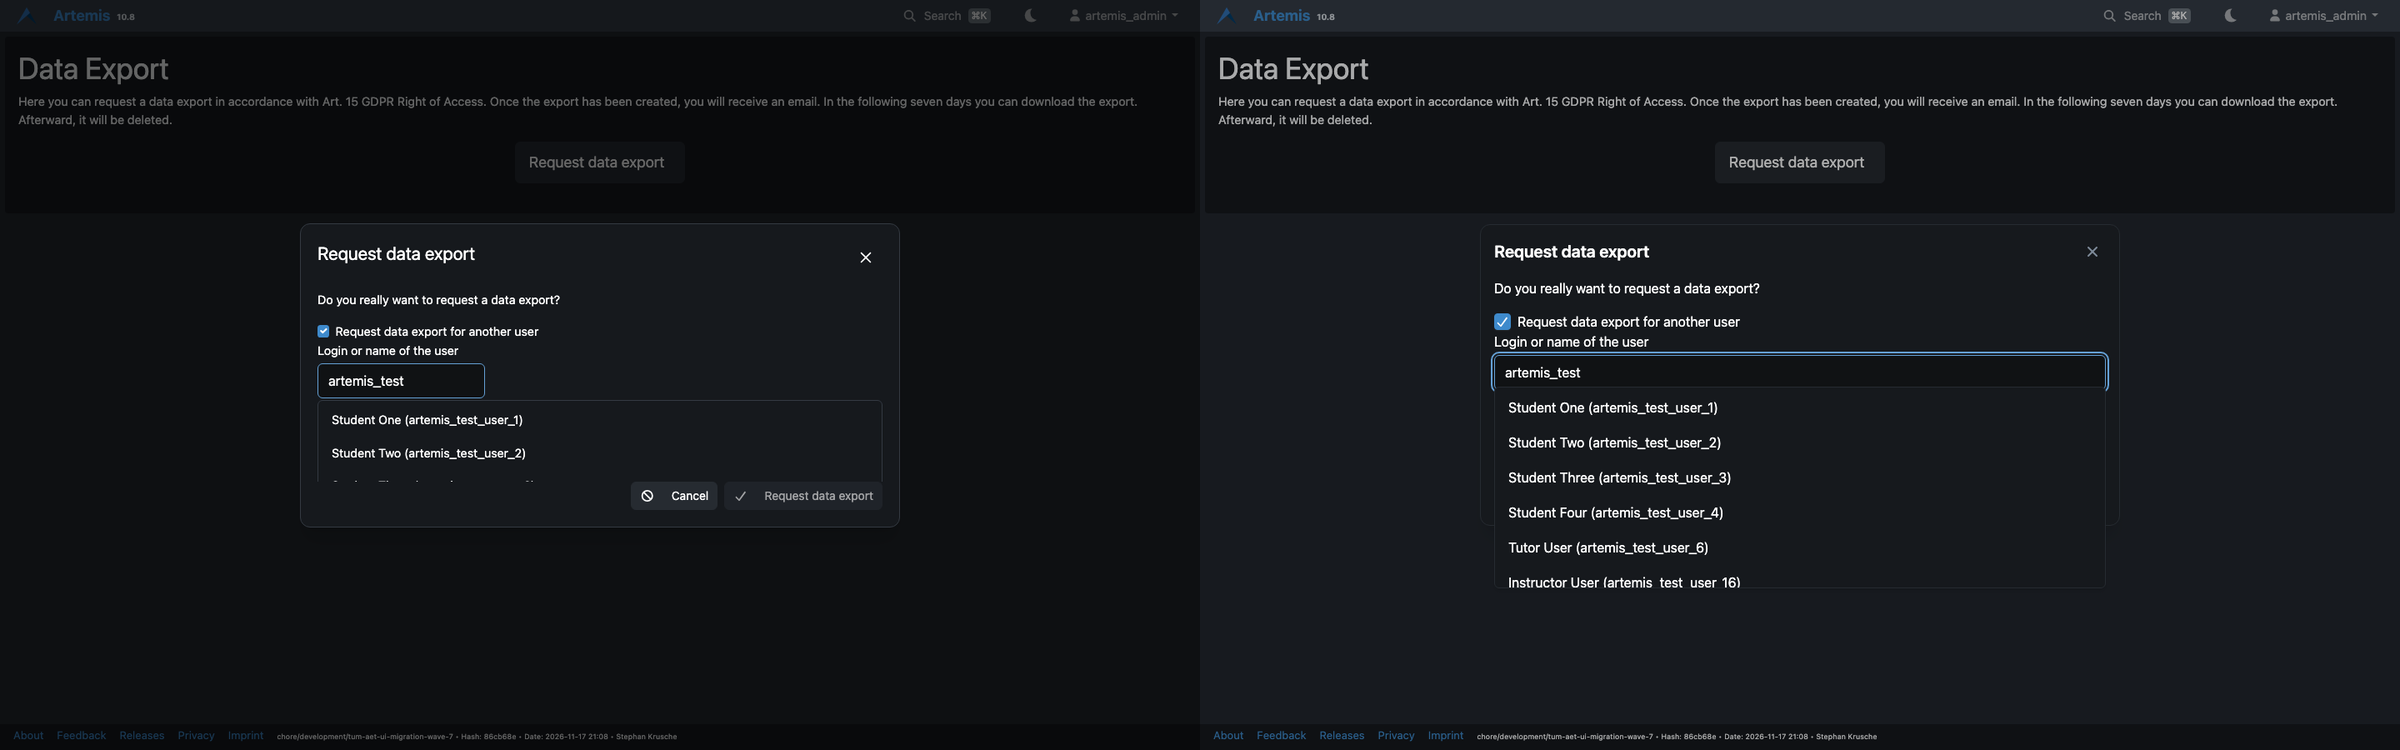 Artemis 10.8
Search ⌘K
artemis_admin
Data Export
Here you can request a data export in accordance with Art. 15 GDPR Right of Access. Once the export has been created, you will receive an email. In the following seven days you can download the export.
Afterward, it will be deleted.
Request data export
Request data export
Do you really want to request a data export?
Request data export for another user
Login or name of the user
artemis_test
Student One (artemis_test_user_1)
Student Two (artemis_test_user_2)
Cancel
Request data export
About Feedback Releases Privacy Imprint chore/development/tum-aet-ui-migration-wave-7 • Hash: 86cb68e • Date: 2026-11-17 21:08 • Stephan Krusche
Artemis 10.8
Search ⌘K
artemis_admin
Data Export
Here you can request a data export in accordance with Art. 15 GDPR Right of Access. Once the export has been created, you will receive an email. In the following seven days you can download the export.
Afterward, it will be deleted.
Request data export
Request data export
Do you really want to request a data export?
Request data export for another user
Login or name of the user
artemis_test
Student One (artemis_test_user_1)
Student Two (artemis_test_user_2)
Student Three (artemis_test_user_3)
Student Four (artemis_test_user_4)
Tutor User (artemis_test_user_6)
Instructor User (artemis_test_user_16)
About Feedback Releases Privacy Imprint chore/development/tum-aet-ui-migration-wave-7 • Hash: 86cb68e • Date: 2026-11-17 21:08 • Stephan Krusche